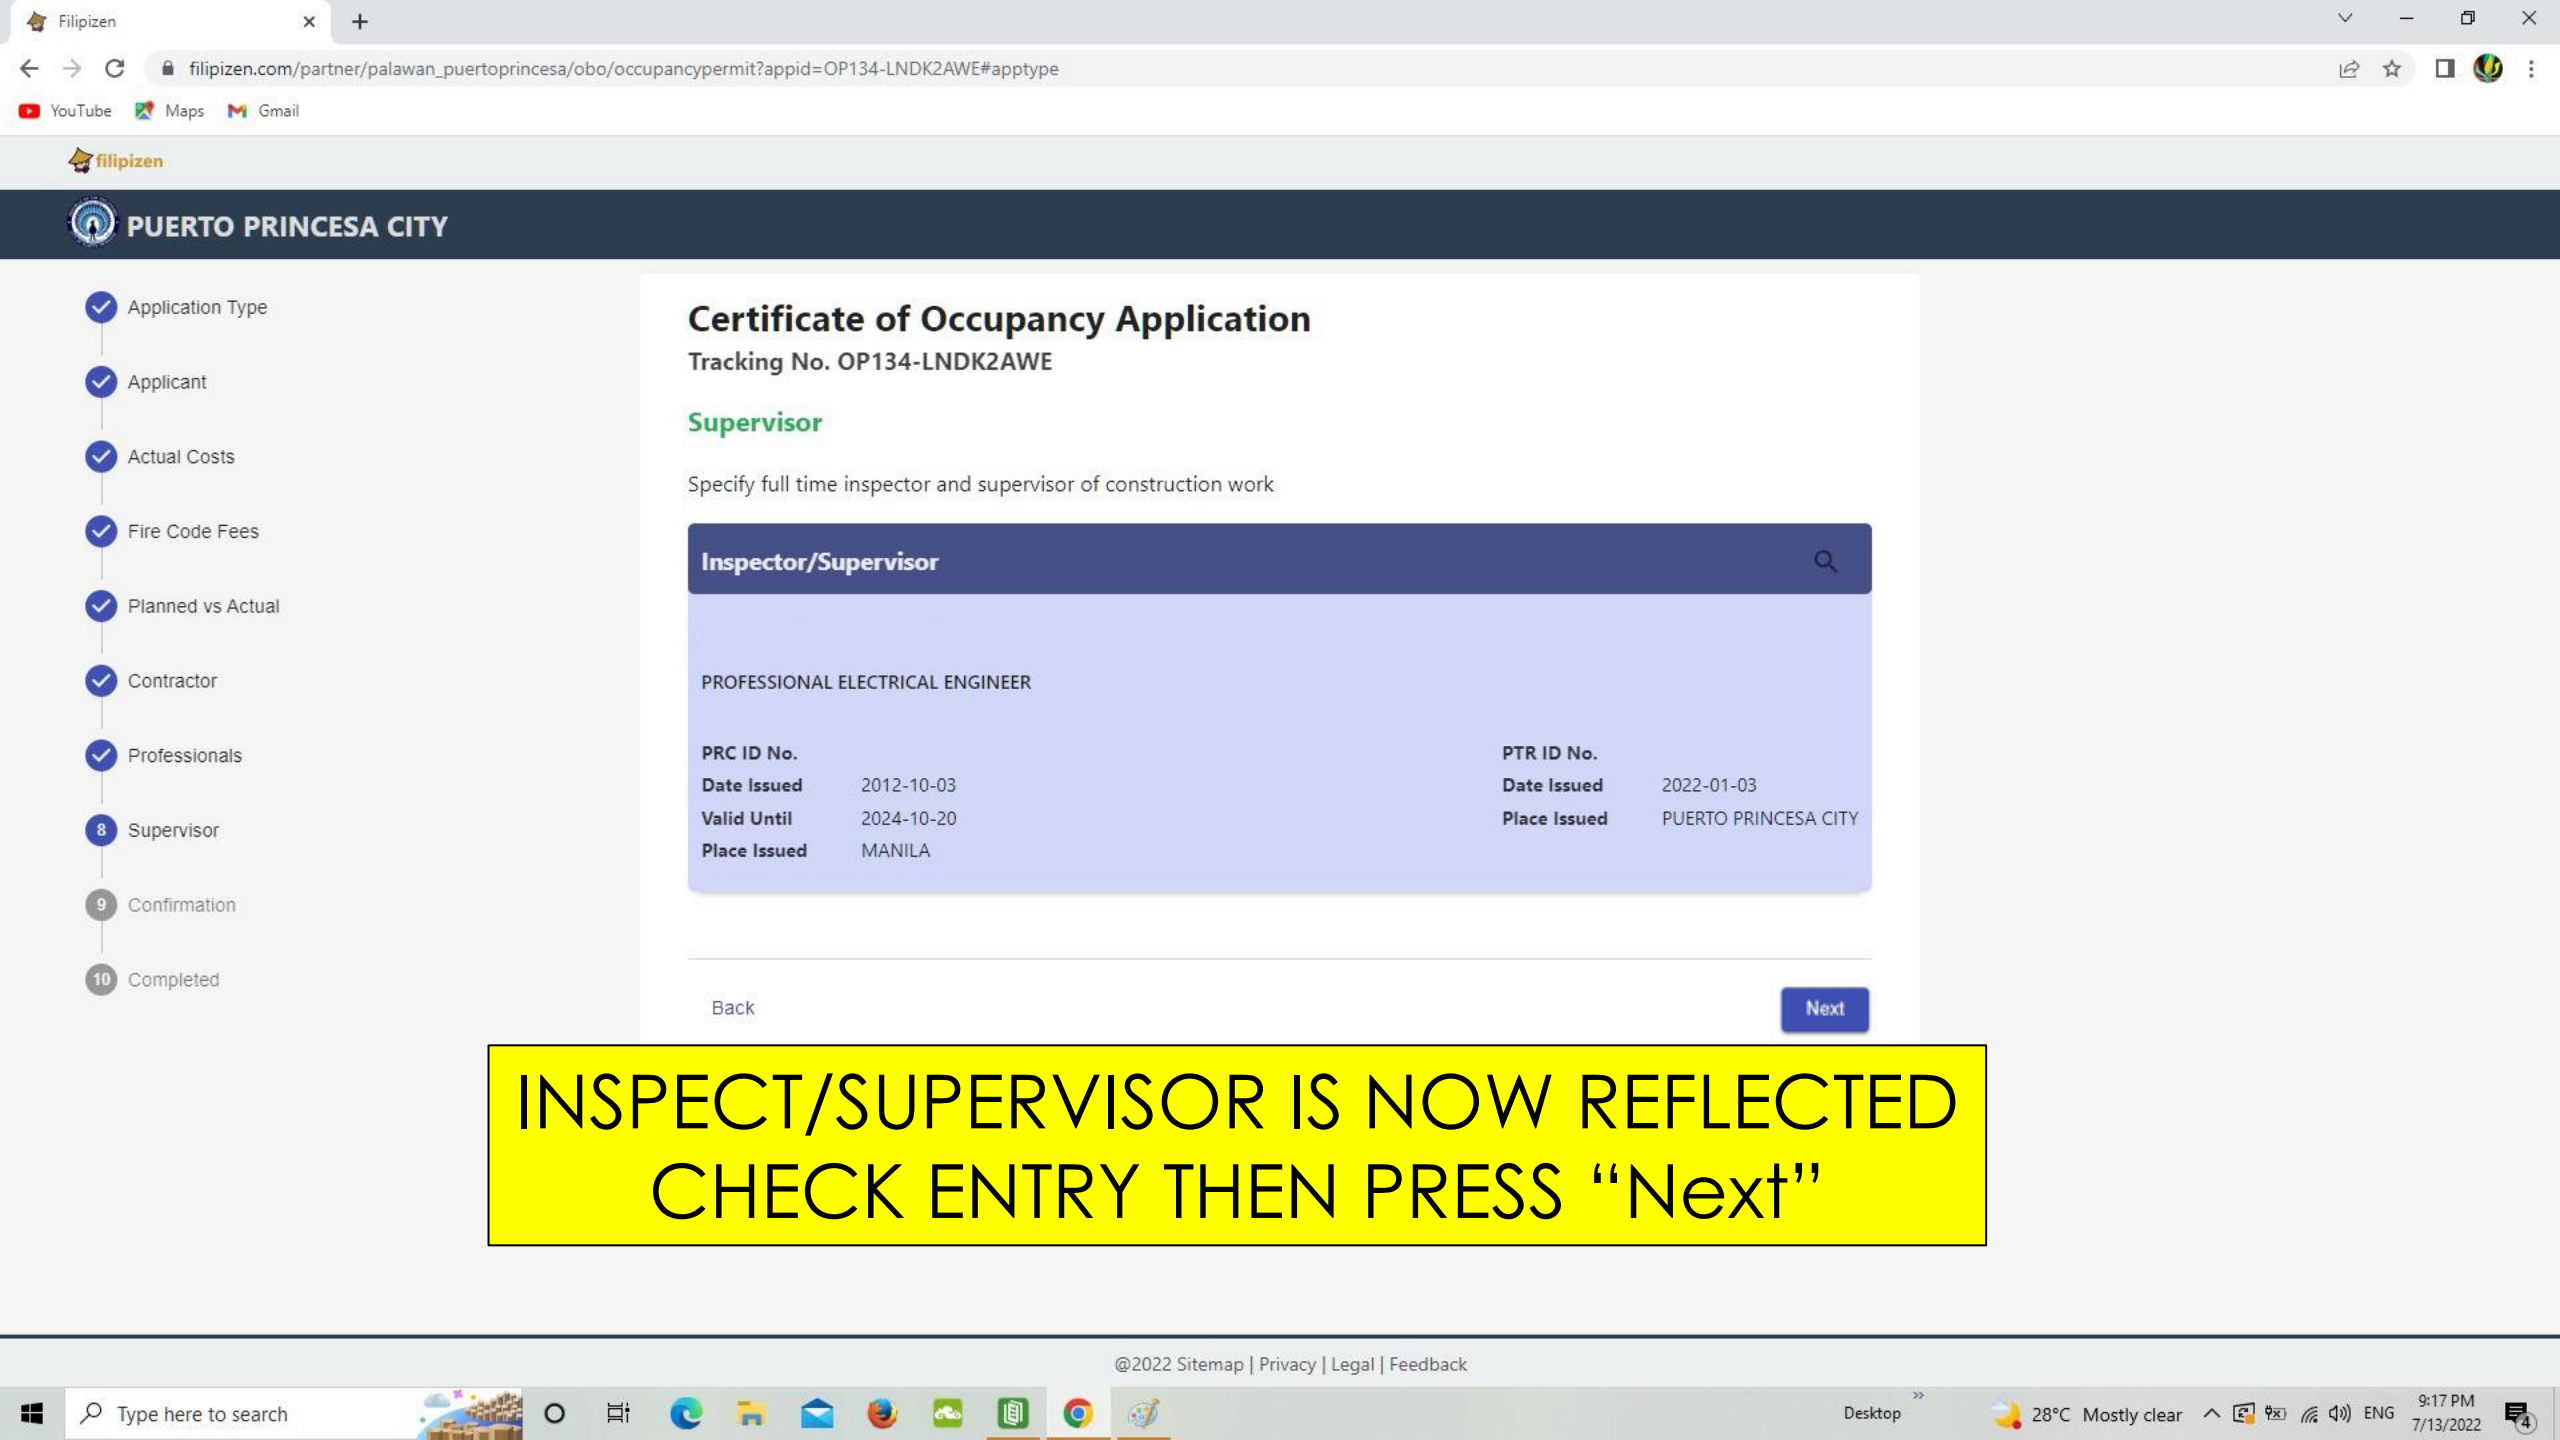 Filipizen
filipizen.com/partner/palawan_puertoprincesa/obo/occupancypermit?appid=OP134-LNDK2AWE#apptype
YouTube Maps Gmail
filipizen
PUERTO PRINCESA CITY
Application Type
Applicant
Actual Costs
Fire Code Fees
Planned vs Actual
Contractor
Professionals
8 Supervisor
9 Confirmation
10 Completed
Certificate of Occupancy Application
Tracking No. OP134-LNDK2AWE
Supervisor
Specify full time inspector and supervisor of construction work
Inspector/Supervisor
PROFESSIONAL ELECTRICAL ENGINEER
PRC ID No. PTR ID No.
Date Issued 2012-10-03 Date Issued 2022-01-03
Valid Until 2024-10-20 Place Issued PUERTO PRINCESA CITY
Place Issued MANILA
Back Next
INSPECT/SUPERVISOR IS NOW REFLECTED
CHECK ENTRY THEN PRESS “Next”
@2022 Sitemap | Privacy | Legal | Feedback
Type here to search Desktop 28°C Mostly clear ENG 9:17 PM
7/13/2022 4